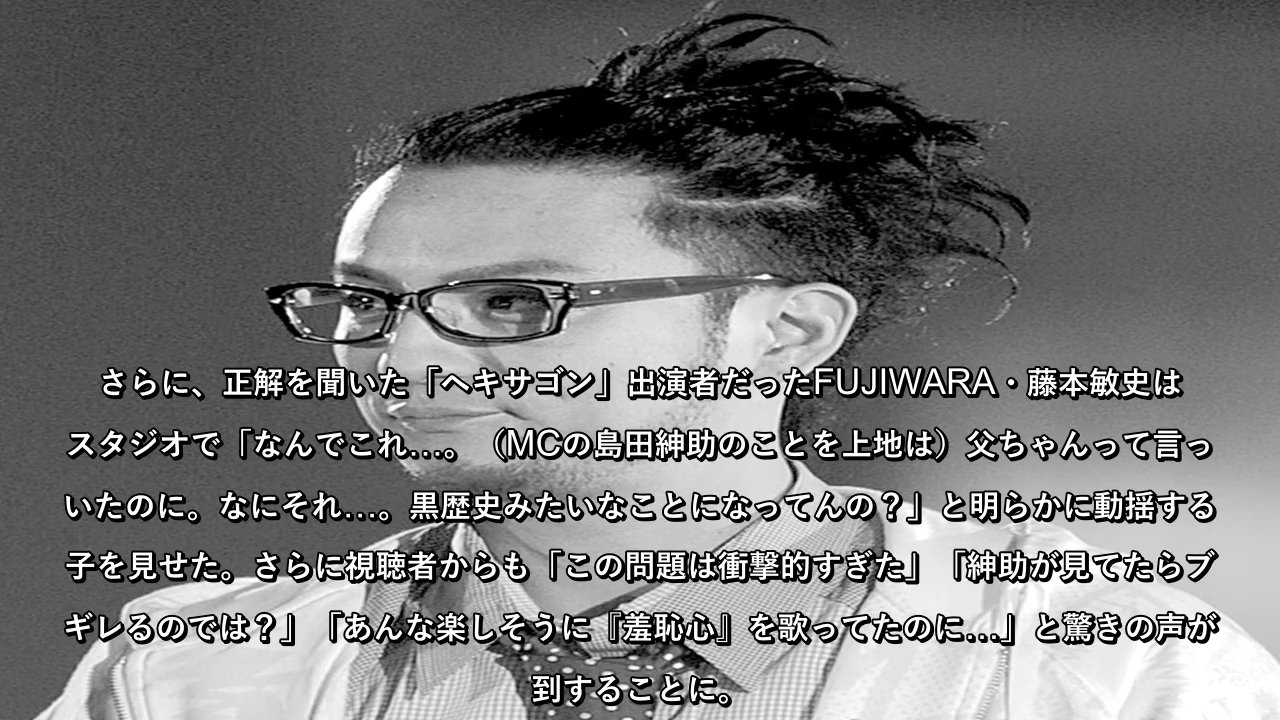 さらに、正解を聞いた「ヘキサゴン」出演者だったFUJIWARA・藤本敏史は
スタジオで「なんでこれ…。（MCの島田紳助のことを上地は）父ちゃんって言っ
いたのに。なにそれ…。黒歴史みたいなことになってんの？」と明らかに動揺する
子を見せた。さらに視聴者からも「この問題は衝撃的すぎた」「紳助が見てたらブ
ギレるのでは？」「あんな楽しそうに『羞恥心』を歌ってたのに…」と驚きの声が
到することに。